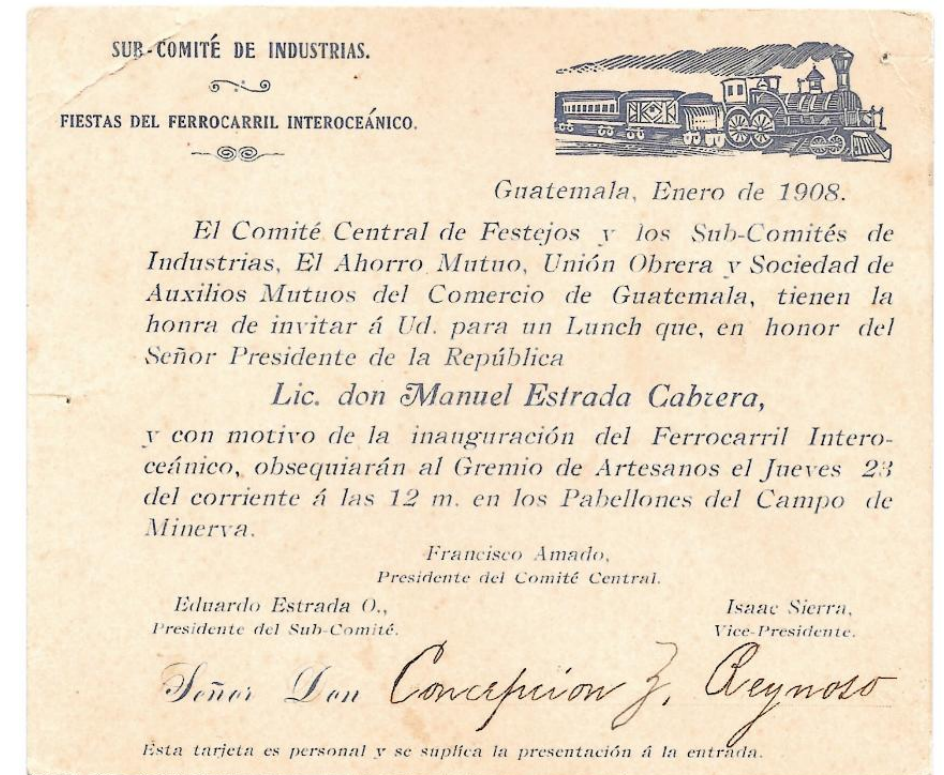 SUB-COMITÉ DE INDUSTRIAS.
FIESTAS DEL FERROCARRIL INTEROCEÁNICO.
Guatemala, Enero de 1908.
El Comité Central de Festejos y los Sub-Comités de
Industrias, El Ahorro Mutuo, Unión Obrera y Sociedad de
Auxilios Mutuos del Comercio de Guatemala, tienen la
honra de invitar á Ud. para un Lunch que, en honor del
Señor Presidente de la República
Lic. don Manuel Estrada Cabrera,
y con motivo de la inauguración del Ferrocarril Intero-
ceánico, obsequiarán al Gremio de Artesanos el Jueves 23
del corriente á las 12 m. en los Pabellones del Campo de
Minerva.
Francisco Amado,
Presidente del Comité Central.
Eduardo Estrada O.,
Presidente del Sub-Comité.
Isaac Sierra,
Vice-Presidente.
Señor Don Concepcion Z. Reynoso
Esta tarjeta es personal y se suplica la presentación á la entrada.